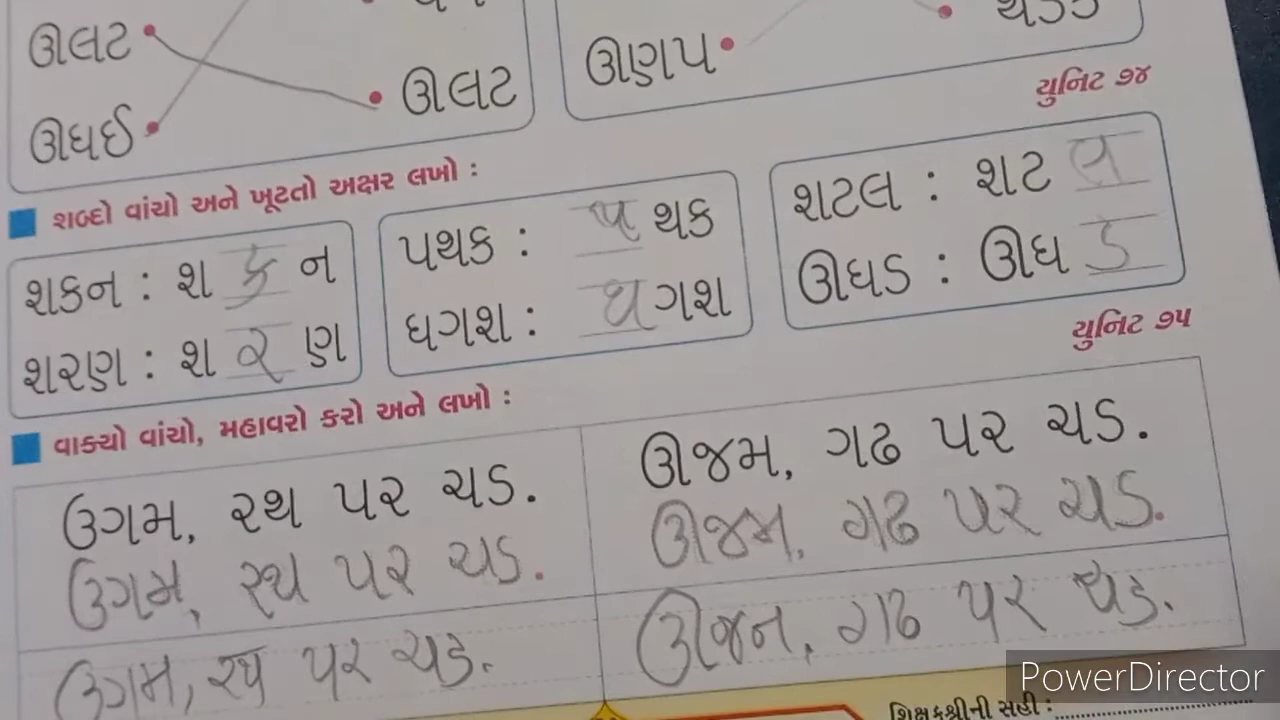 ઊલટ
ઊલટ
ઊધઈ
ઊણપ
યુનિટ ૭૪
શબ્દો વાંચો અને ખૂટતો અક્ષર લખો :
શકન : શ ક ન
શરણ : શ ર ણ
પથક : પ થક
ધગશ : ધ ગશ
શટલ : શટ લ
ઊઘડ : ઊઘ ડ
યુનિટ ૭૫
વાક્યો વાંચો, મહાવરો કરો અને લખો :
ઉગમ, રથ પર ચડ.
ઉગમ, રથ પર ચડ.
ઉગમ, રથ પર ચડ.
ઊજમ, ગઢ પર ચડ.
ઊજમ, ગઢ પર ચડ.
ઊજન, ગઢ પર ચડ.
શિક્ષકશ્રીની સહી :
PowerDirector